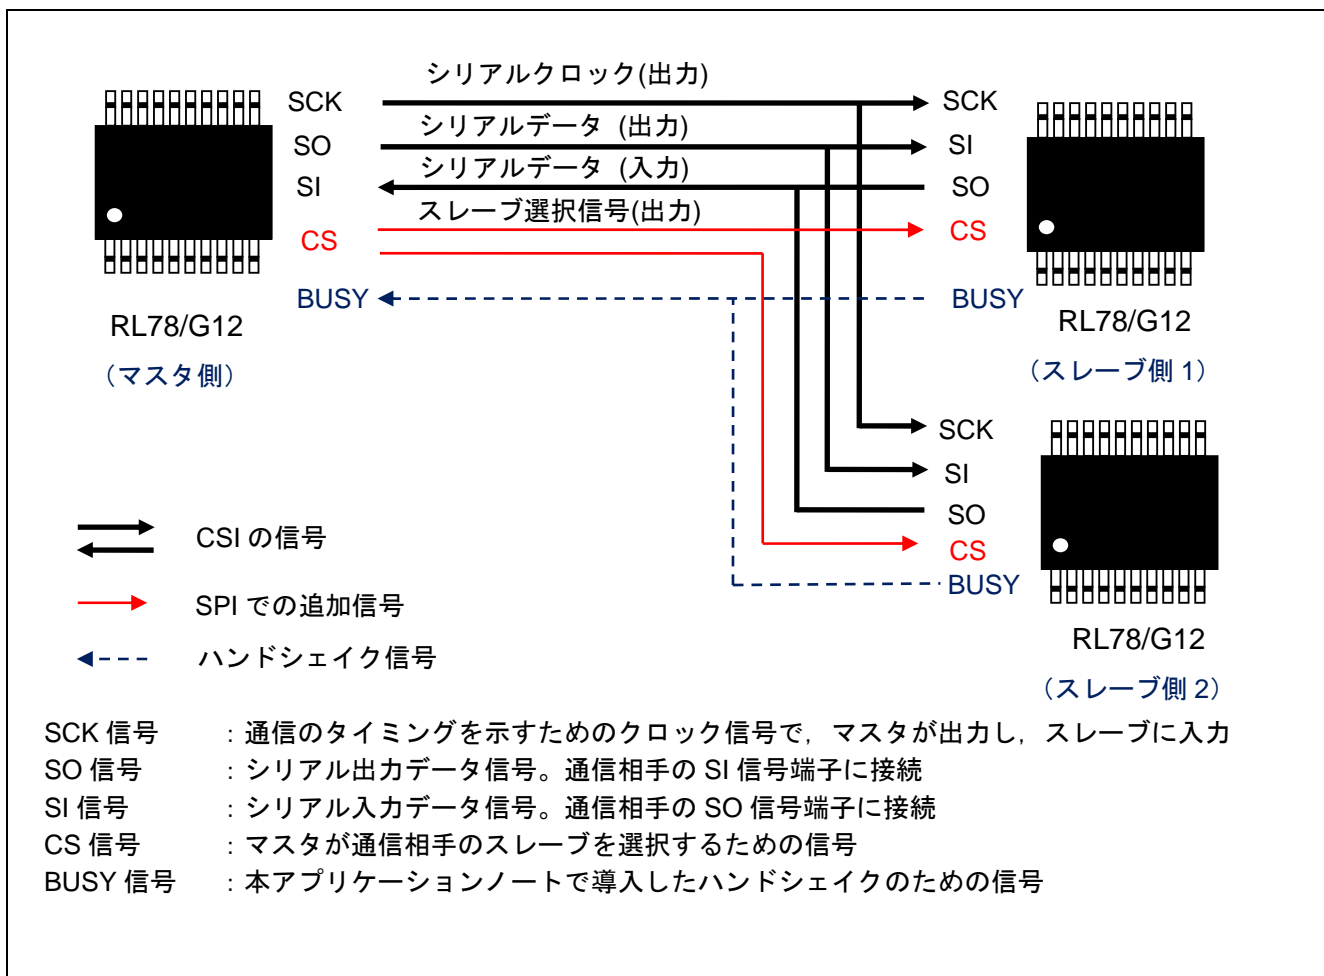 シリアルクロック(出力)
SCK
SCK
シリアルデータ (出力)
SO
SI
シリアルデータ (入力)
SI
SO
スレーブ選択信号(出力)
CS
CS
BUSY
BUSY
RL78/G12
(マスタ側)
RL78/G12
(スレーブ側 1)
SCK
SI
SO
CS
BUSY
RL78/G12
(スレーブ側 2)
CSI の信号
SPI での追加信号
ハンドシェイク信号
SCK 信号 : 通信のタイミングを示すためのクロック信号で, マスタが出力し, スレーブに入力
SO 信号 : シリアル出力データ信号。通信相手の SI 信号端子に接続
SI 信号 : シリアル入力データ信号。通信相手の SO 信号端子に接続
CS 信号 : マスタが通信相手のスレーブを選択するための信号
BUSY 信号 : 本アプリケーションノートで導入したハンドシェイクのための信号